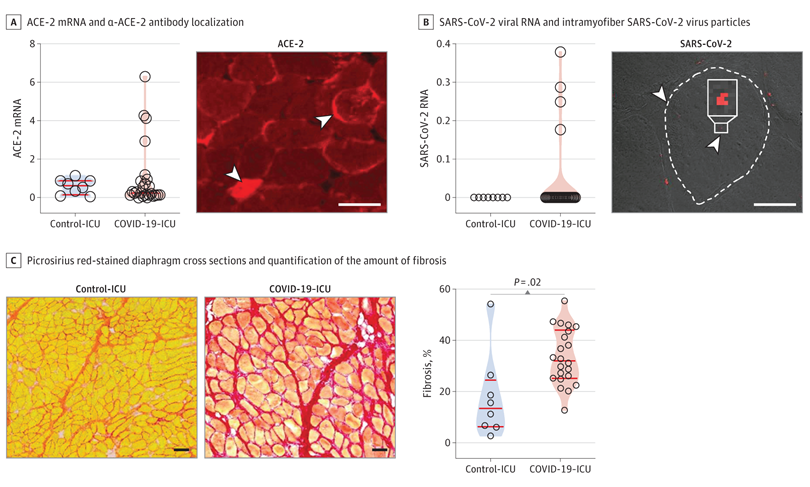 A ACE-2 mRNA and α-ACE-2 antibody localization
8
6
4
2
0
ACE-2 mRNA
Control-ICU
COVID-19-ICU
ACE-2
B SARS-CoV-2 viral RNA and intramyofiber SARS-CoV-2 virus particles
0.4
0.3
0.2
0.1
0
SARS-CoV-2 RNA
Control-ICU
COVID-19-ICU
SARS-CoV-2
C Picrosirius red-stained diaphragm cross sections and quantification of the amount of fibrosis
Control-ICU
COVID-19-ICU
60
40
20
0
Fibrosis, %
P = .02
Control-ICU
COVID-19-ICU